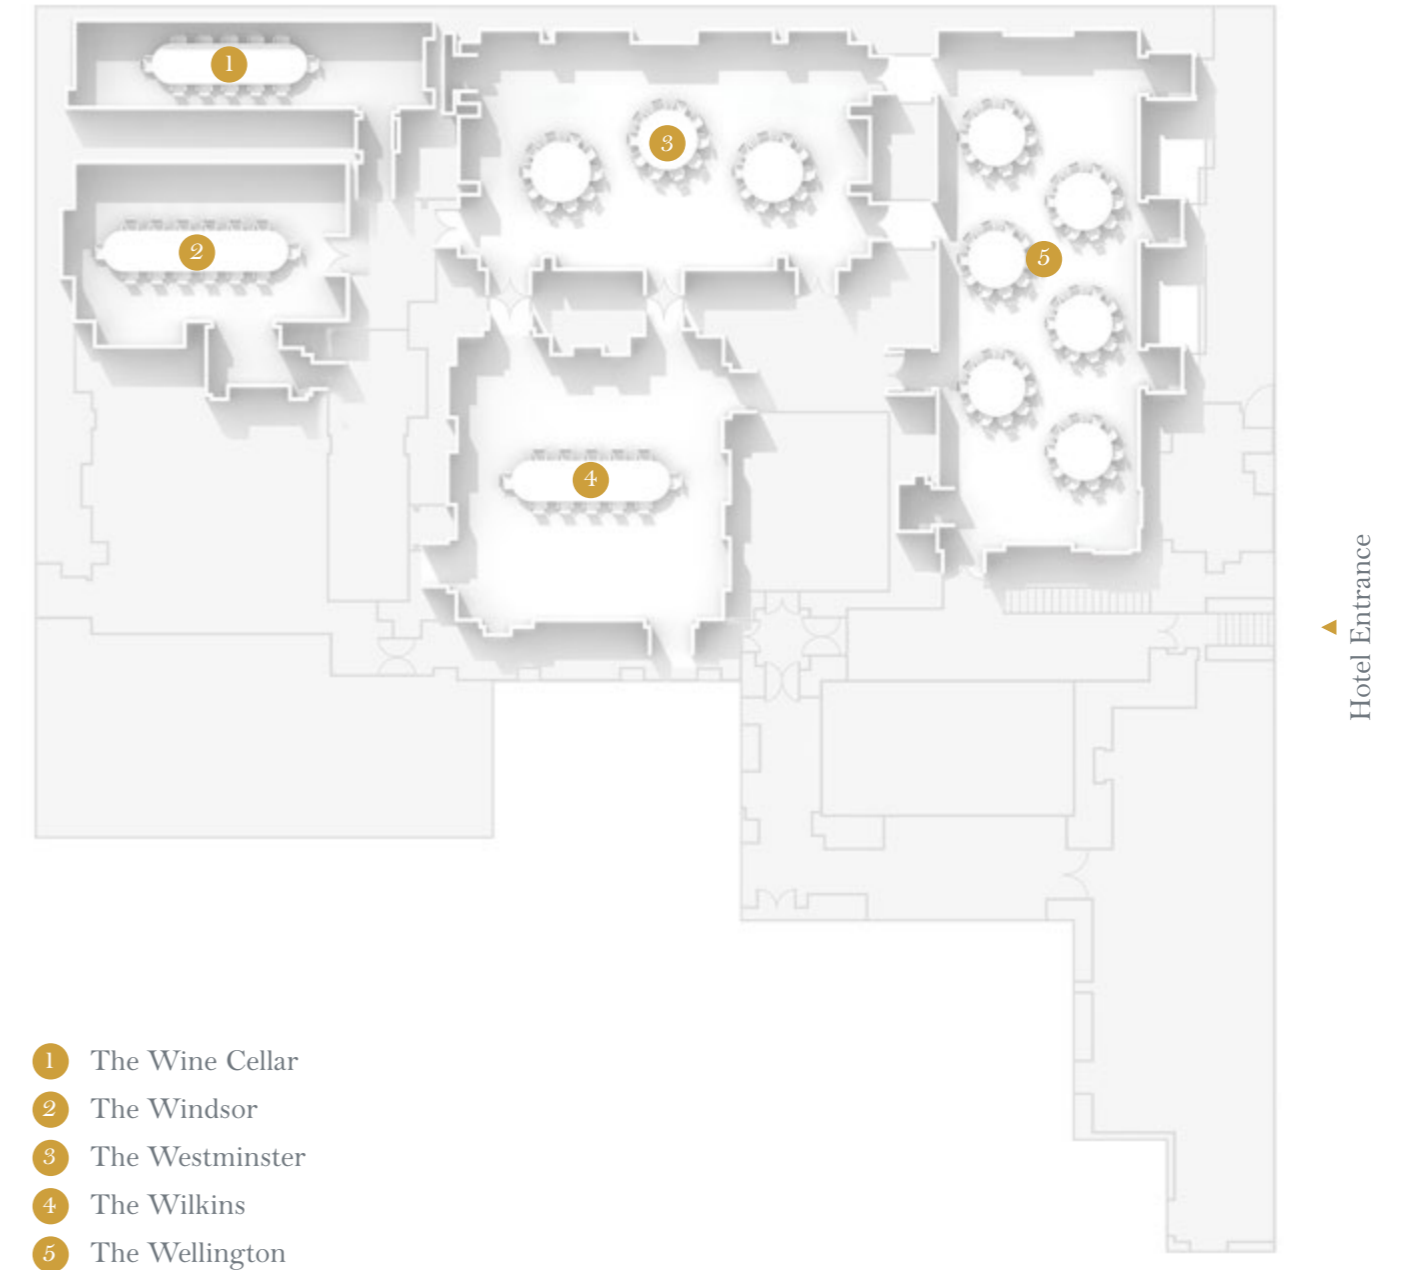 1
2
3
4
5
Hotel Entrance
1 The Wine Cellar
2 The Windsor
3 The Westminster
4 The Wilkins
5 The Wellington